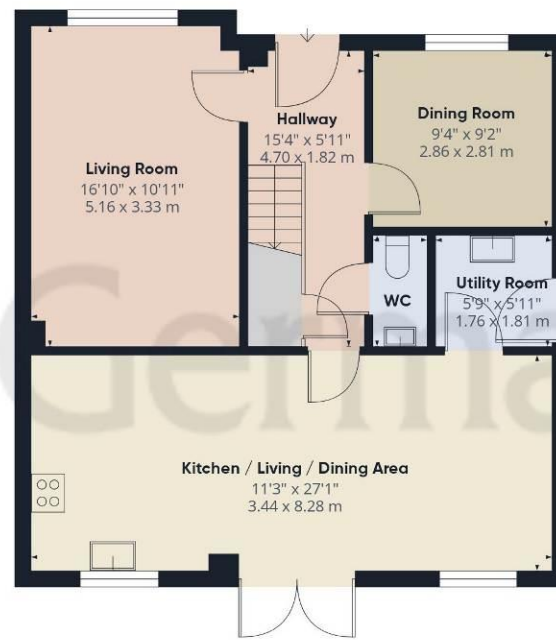 Hallway
15'4" x 5'11"
4.70 x 1.82 m
Dining Room
9'4" x 9'2"
2.86 x 2.81 m
Living Room
16'10" x 10'11"
5.16 x 3.33 m
WC
Utility Room
5'9" x 5'11"
1.76 x 1.81 m
Germa
Kitchen / Living / Dining Area
11'3" x 27'1"
3.44 x 8.28 m